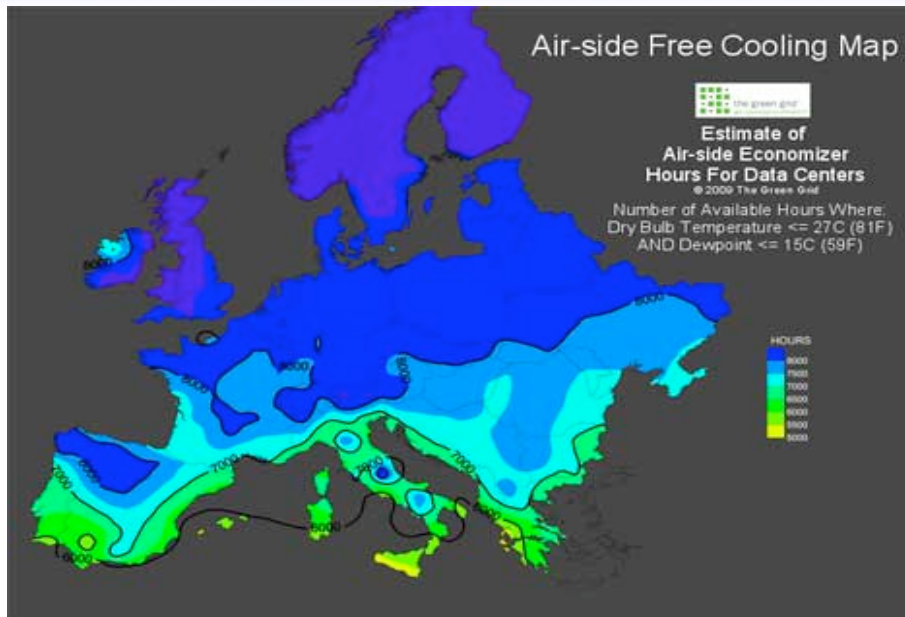 Air-side Free Cooling Map
the green grid
Estimate of
Air-side Economizer
Hours For Data Centers
© 2009 The Green Grid
Number of Available Hours Where:
Dry Bulb Temperature <= 27C (81F)
AND Dewpoint <= 15C (59F)
HOURS
8000
7500
7000
6500
6000
5500
5000
8000
8000
8000
8000
8000
8000
7000
7000
7000
7000
6000
6000
6000